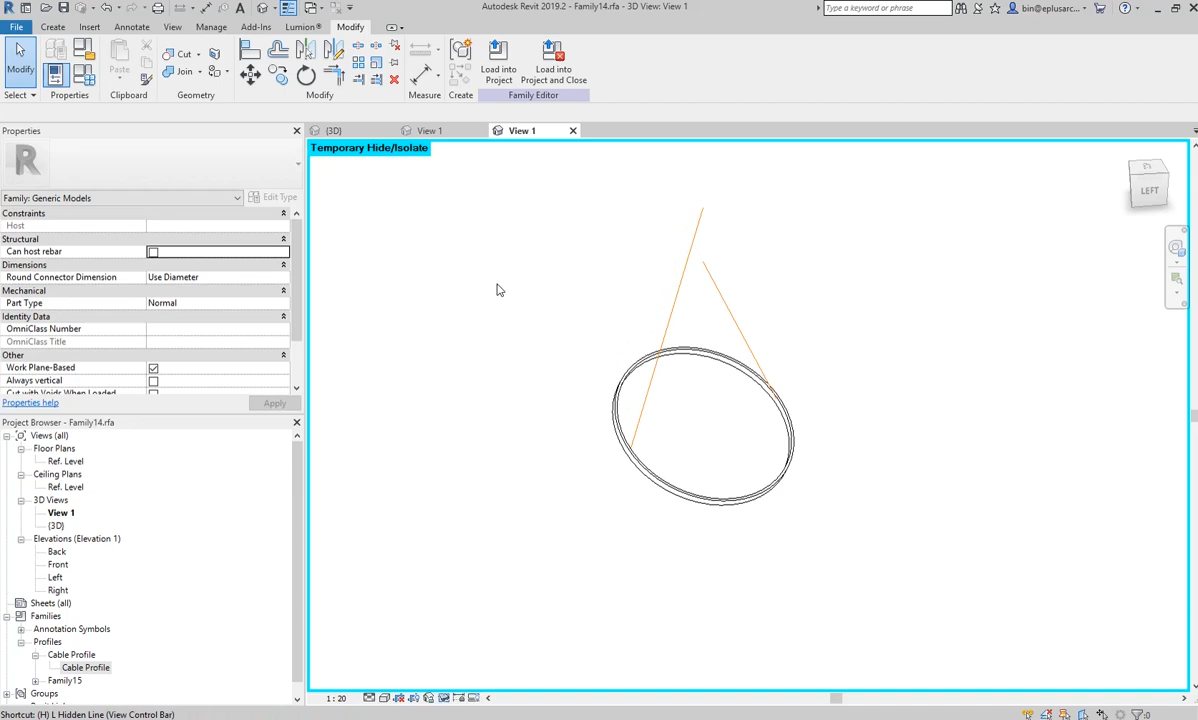 Autodesk Revit 2019.2 - Family14.rfa - 3D View: View 1
Type a keyword or phrase
bin@eplusarc...
File Create Insert Annotate View Manage Add-Ins Lumion® Modify
Modify
Paste
Cut
Join
Load into Project
Load into Project and Close
Select Properties Clipboard Geometry Modify Measure Create Family Editor
Properties
{3D} View 1 View 1
Temporary Hide/Isolate
LEFT
R
Family: Generic Models
Edit Type
Constraints
Host
Structural
Can host rebar
Dimensions
Round Connector Dimension Use Diameter
Mechanical
Part Type Normal
Identity Data
OmniClass Number
OmniClass Title
Other
Work Plane-Based
Always vertical
Cut with Voids When Loaded
Properties help
Apply
Project Browser - Family14.rfa
Views (all)
Floor Plans
Ref. Level
Ceiling Plans
Ref. Level
3D Views
View 1
{3D}
Elevations (Elevation 1)
Back
Front
Left
Right
Sheets (all)
Families
Annotation Symbols
Profiles
Cable Profile
Cable Profile
Family15
Groups
1 : 20
Shortcut: (H) L Hidden Line (View Control Bar)
:0